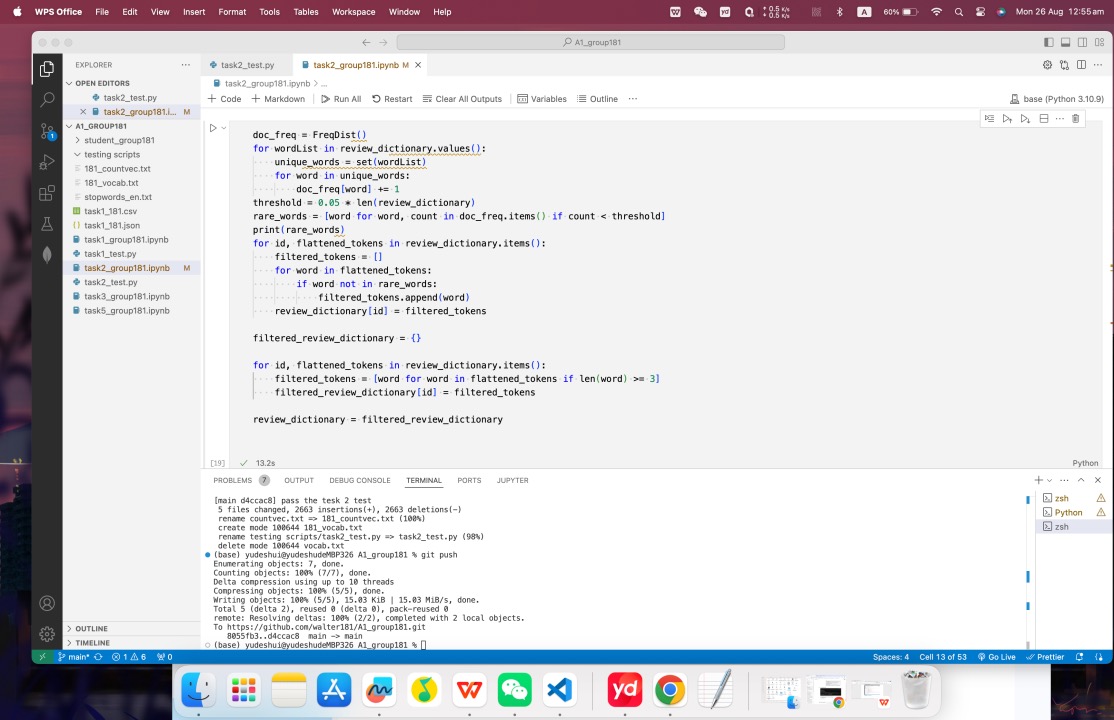 WPS Office File Edit View Insert Format Tools Tables Workspace Window Help 60% Mon 26 Aug 12:55am
A1_group181
EXPLORER
OPEN EDITORS
task2_test.py
task2_group181.i... M
A1_GROUP181
student_group181
testing scripts
181_countvec.txt
181_vocab.txt
stopwords_en.txt
task1_181.csv
task1_181.json
task1_group181.ipynb
task1_test.py
task2_group181.ipynb M
task2_test.py
task3_group181.ipynb
task5_group181.ipynb
OUTLINE
TIMELINE
task2_test.py task2_group181.ipynb M
task2_group181.ipynb > ...
Code Markdown Run All Restart Clear All Outputs Variables Outline ... base (Python 3.10.9)
doc_freq = FreqDist()
for wordList in review_dictionary.values():
unique_words = set(wordList)
for word in unique_words:
doc_freq[word] += 1
threshold = 0.05 * len(review_dictionary)
rare_words = [word for word, count in doc_freq.items() if count < threshold]
print(rare_words)
for id, flattened_tokens in review_dictionary.items():
filtered_tokens = []
for word in flattened_tokens:
if word not in rare_words:
filtered_tokens.append(word)
review_dictionary[id] = filtered_tokens
filtered_review_dictionary = {}
for id, flattened_tokens in review_dictionary.items():
filtered_tokens = [word for word in flattened_tokens if len(word) >= 3]
filtered_review_dictionary[id] = filtered_tokens
review_dictionary = filtered_review_dictionary
[19] 13.2s Python
PROBLEMS 7 OUTPUT DEBUG CONSOLE TERMINAL PORTS JUPYTER
[main d4ccac8] pass the tesk 2 test
5 files changed, 2663 insertions(+), 2663 deletions(-)
rename countvec.txt => 181_countvec.txt (100%)
create mode 100644 181_vocab.txt
rename testing scripts/task2_test.py => task2_test.py (98%)
delete mode 100644 vocab.txt
(base) yudeshui@yudeshudeMBP326 A1_group181 % git push
Enumerating objects: 7, done.
Counting objects: 100% (7/7), done.
Delta compression using up to 10 threads
Compressing objects: 100% (5/5), done.
Writing objects: 100% (5/5), 15.03 KiB | 15.03 MiB/s, done.
Total 5 (delta 2), reused 0 (delta 0), pack-reused 0
remote: Resolving deltas: 100% (2/2), completed with 2 local objects.
To https://github.com/walter181/A1_group181.git
8055fb3..d4ccac8 main -> main
(base) yudeshui@yudeshudeMBP326 A1_group181 %
zsh
Python
zsh
main* 1 6 0 Spaces: 4 Cell 13 of 53 Go Live Prettier
yd